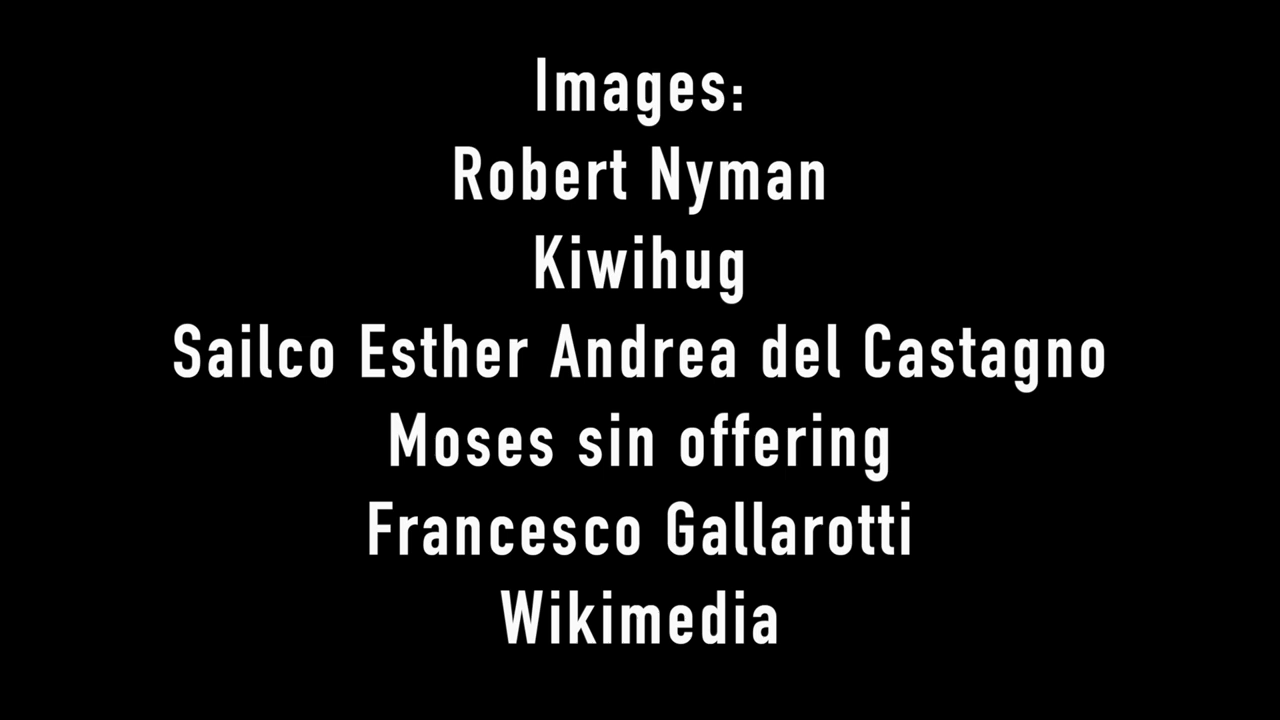 Images:
Robert Nyman
Kiwihug
Sailco Esther Andrea del Castagno
Moses sin offering
Francesco Gallarotti
Wikimedia